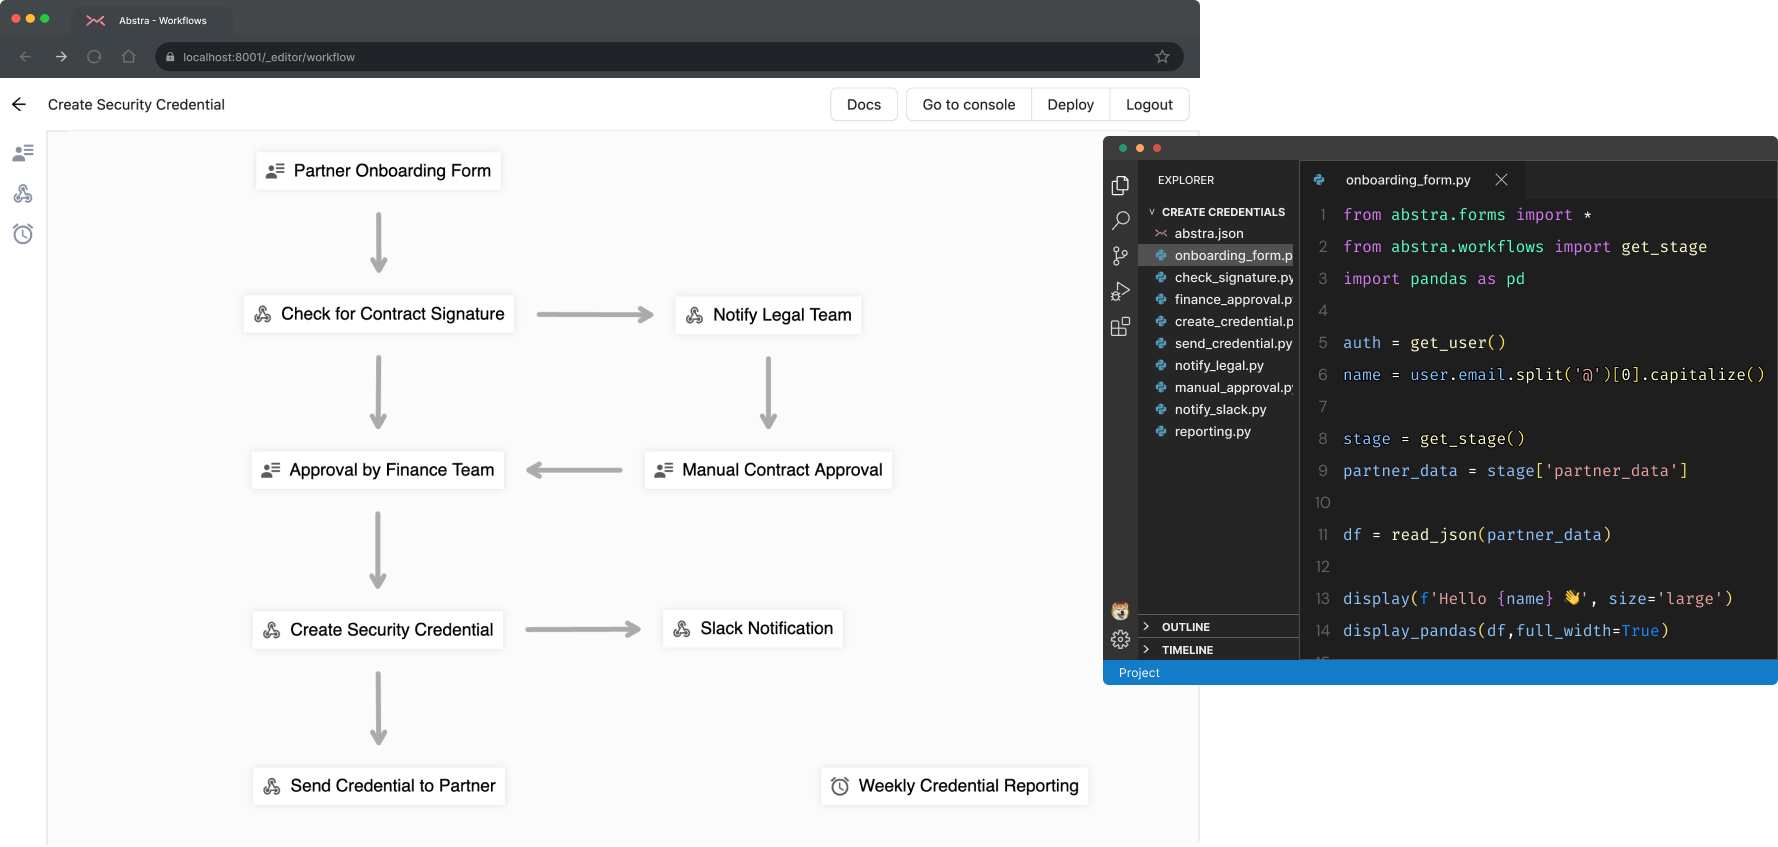 Abstra - Workflows
localhost:8001/_editor/workflow
Create Security Credential
Docs
Go to console
Deploy
Logout
Partner Onboarding Form
Check for Contract Signature
Notify Legal Team
Approval by Finance Team
Manual Contract Approval
Create Security Credential
Slack Notification
Send Credential to Partner
Weekly Credential Reporting
EXPLORER
CREATE CREDENTIALS
abstra.json
onboarding_form.p
check_signature.py
finance_approval.p
create_credential.p
send_credential.py
notify_legal.py
manual_approval.py
notify_slack.py
reporting.py
OUTLINE
TIMELINE
Project
onboarding_form.py
1 from abstra.forms import *
2 from abstra.workflows import get_stage
3 import pandas as pd
4
5 auth = get_user()
6 name = user.email.split('@')[0].capitalize()
7
8 stage = get_stage()
9 partner_data = stage['partner_data']
10
11 df = read_json(partner_data)
12
13 display(f'Hello {name} 👋', size='large')
14 display_pandas(df,full_width=True)